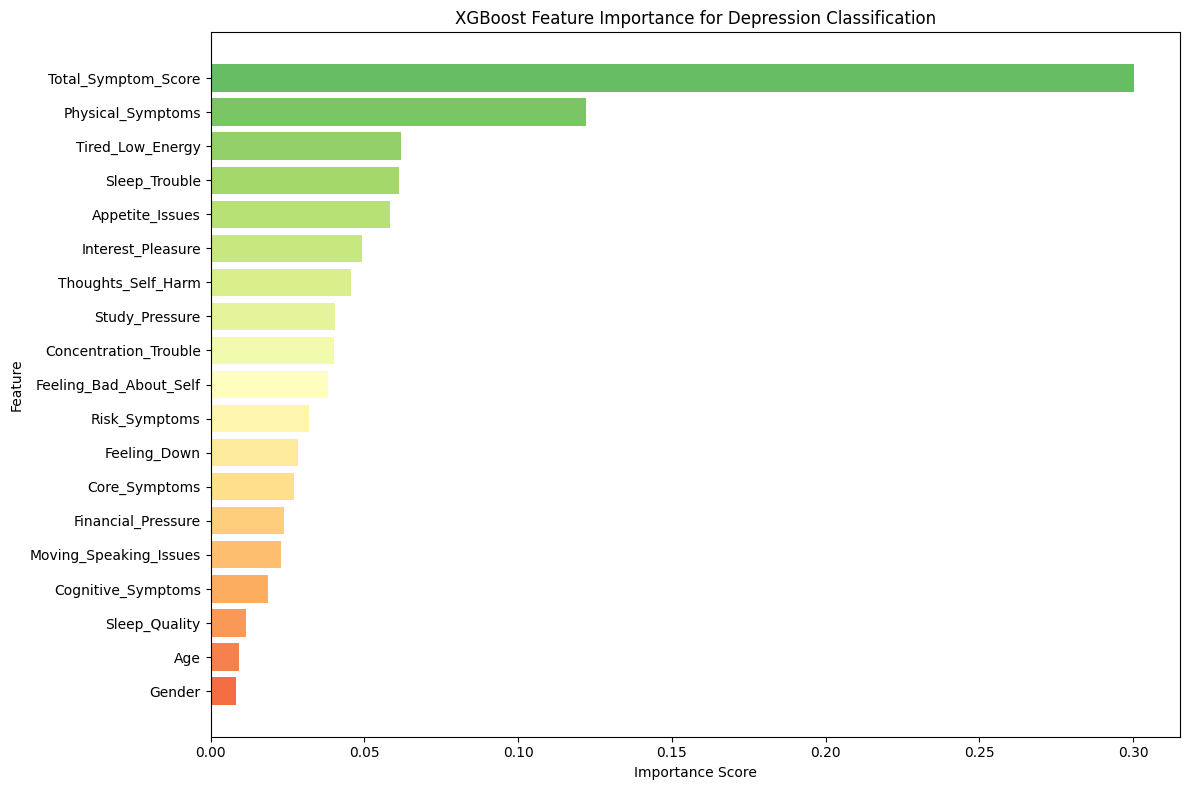 XGBoost Feature Importance for Depression Classification
Total_Symptom_Score
Physical_Symptoms
Tired_Low_Energy
Sleep_Trouble
Appetite_Issues
Interest_Pleasure
Thoughts_Self_Harm
Study_Pressure
Concentration_Trouble
Feeling_Bad_About_Self
Risk_Symptoms
Feeling_Down
Core_Symptoms
Financial_Pressure
Moving_Speaking_Issues
Cognitive_Symptoms
Sleep_Quality
Age
Gender
Feature
0.00 0.05 0.10 0.15 0.20 0.25 0.30
Importance Score